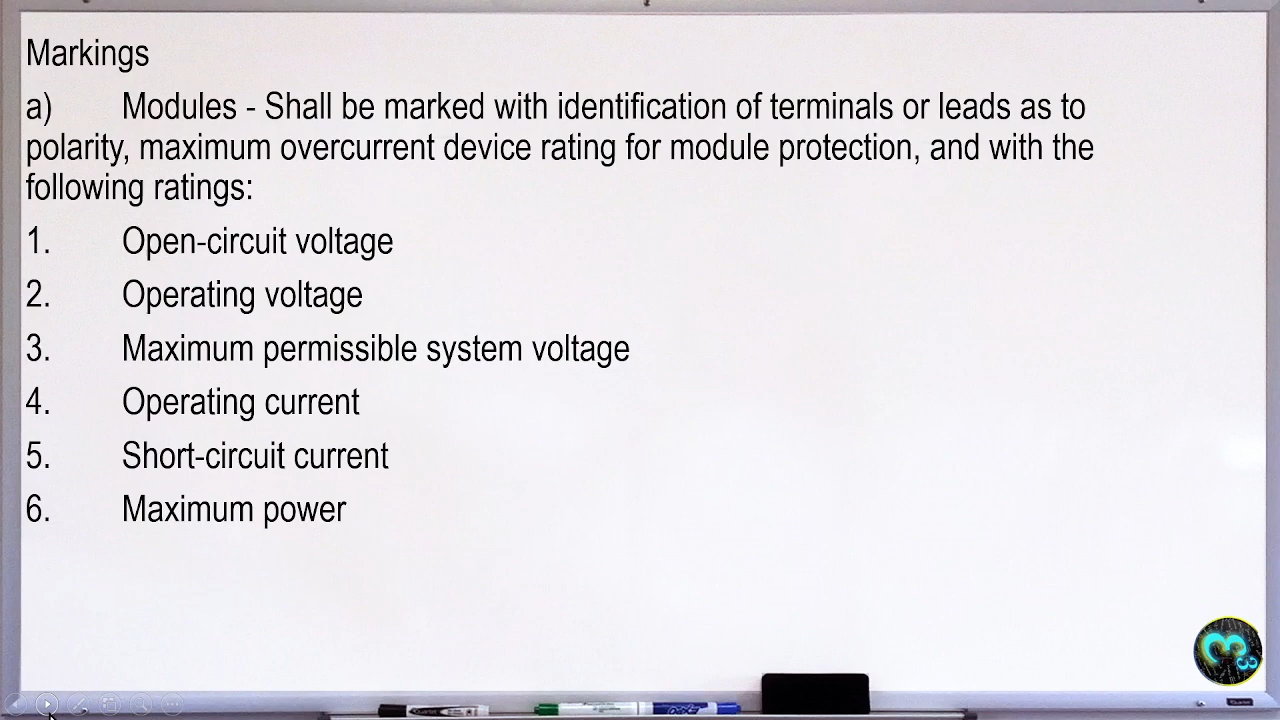 Markings
a) Modules - Shall be marked with identification of terminals or leads as to
polarity, maximum overcurrent device rating for module protection, and with the
following ratings:
1. Open-circuit voltage
2. Operating voltage
3. Maximum permissible system voltage
4. Operating current
5. Short-circuit current
6. Maximum power